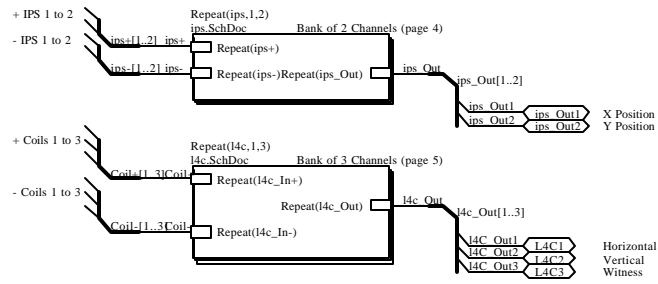 + IPS 1 to 2
- IPS 1 to 2
ips+[1..2] ips+
ips-[1..2] ips-
Repeat(ips,1,2)
ips.SchDoc Bank of 2 Channels (page 4)
Repeat(ips+)
Repeat(ips-) Repeat(ips_Out)
ips_Out
ips_Out[1..2]
ips_Out1 ips_Out1 X Position
ips_Out2 ips_Out2 Y Position
+ Coils 1 to 3
- Coils 1 to 3
Coil+[1..3] Coil+
Coil-[1..3] Coil-
Repeat(l4c,1,3)
l4c.SchDoc Bank of 3 Channels (page 5)
Repeat(l4c_In+)
Repeat(l4c_Out)
Repeat(l4c_In-)
l4c_Out
l4c_Out[1..3]
l4C_Out1 L4C1 Horizontal
l4C_Out2 L4C2 Vertical
l4C_Out3 L4C3 Witness